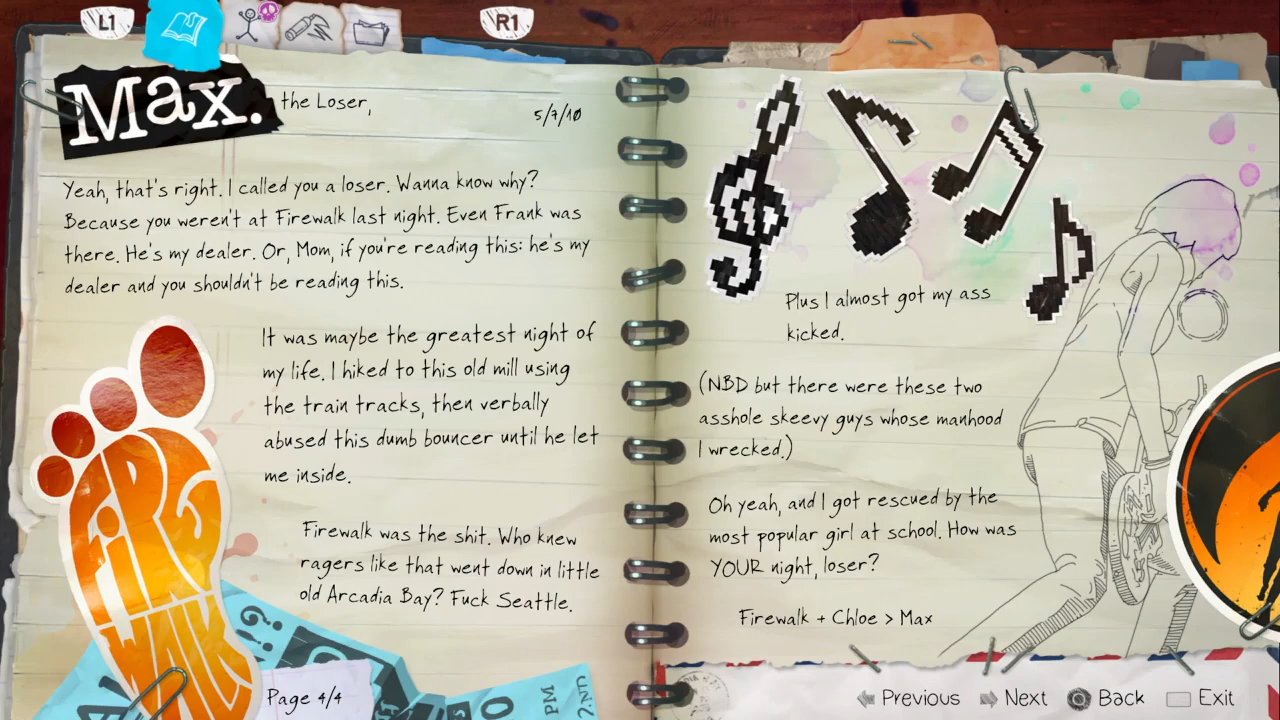 L1
R1
Max. the Loser,
5/7/10
Yeah, that's right. I called you a loser. Wanna know why?
Because you weren't at Firewalk last night. Even Frank was
there. He's my dealer. Or, Mom, if you're reading this: he's my
dealer and you shouldn't be reading this.
It was maybe the greatest night of
my life. I hiked to this old mill using
the train tracks, then verbally
abused this dumb bouncer until he let
me inside.
Firewalk was the shit. Who knew
ragers like that went down in little
old Arcadia Bay? Fuck Seattle.
FIRE
WALK
PM
Page 4/4
Plus I almost got my ass
kicked.
(NBD but there were these two
asshole skeevy guys whose manhood
I wrecked.)
Oh yeah, and I got rescued by the
most popular girl at school. How was
YOUR night, loser?
Firewalk + Chloe > Max
Previous
Next
Back
Exit